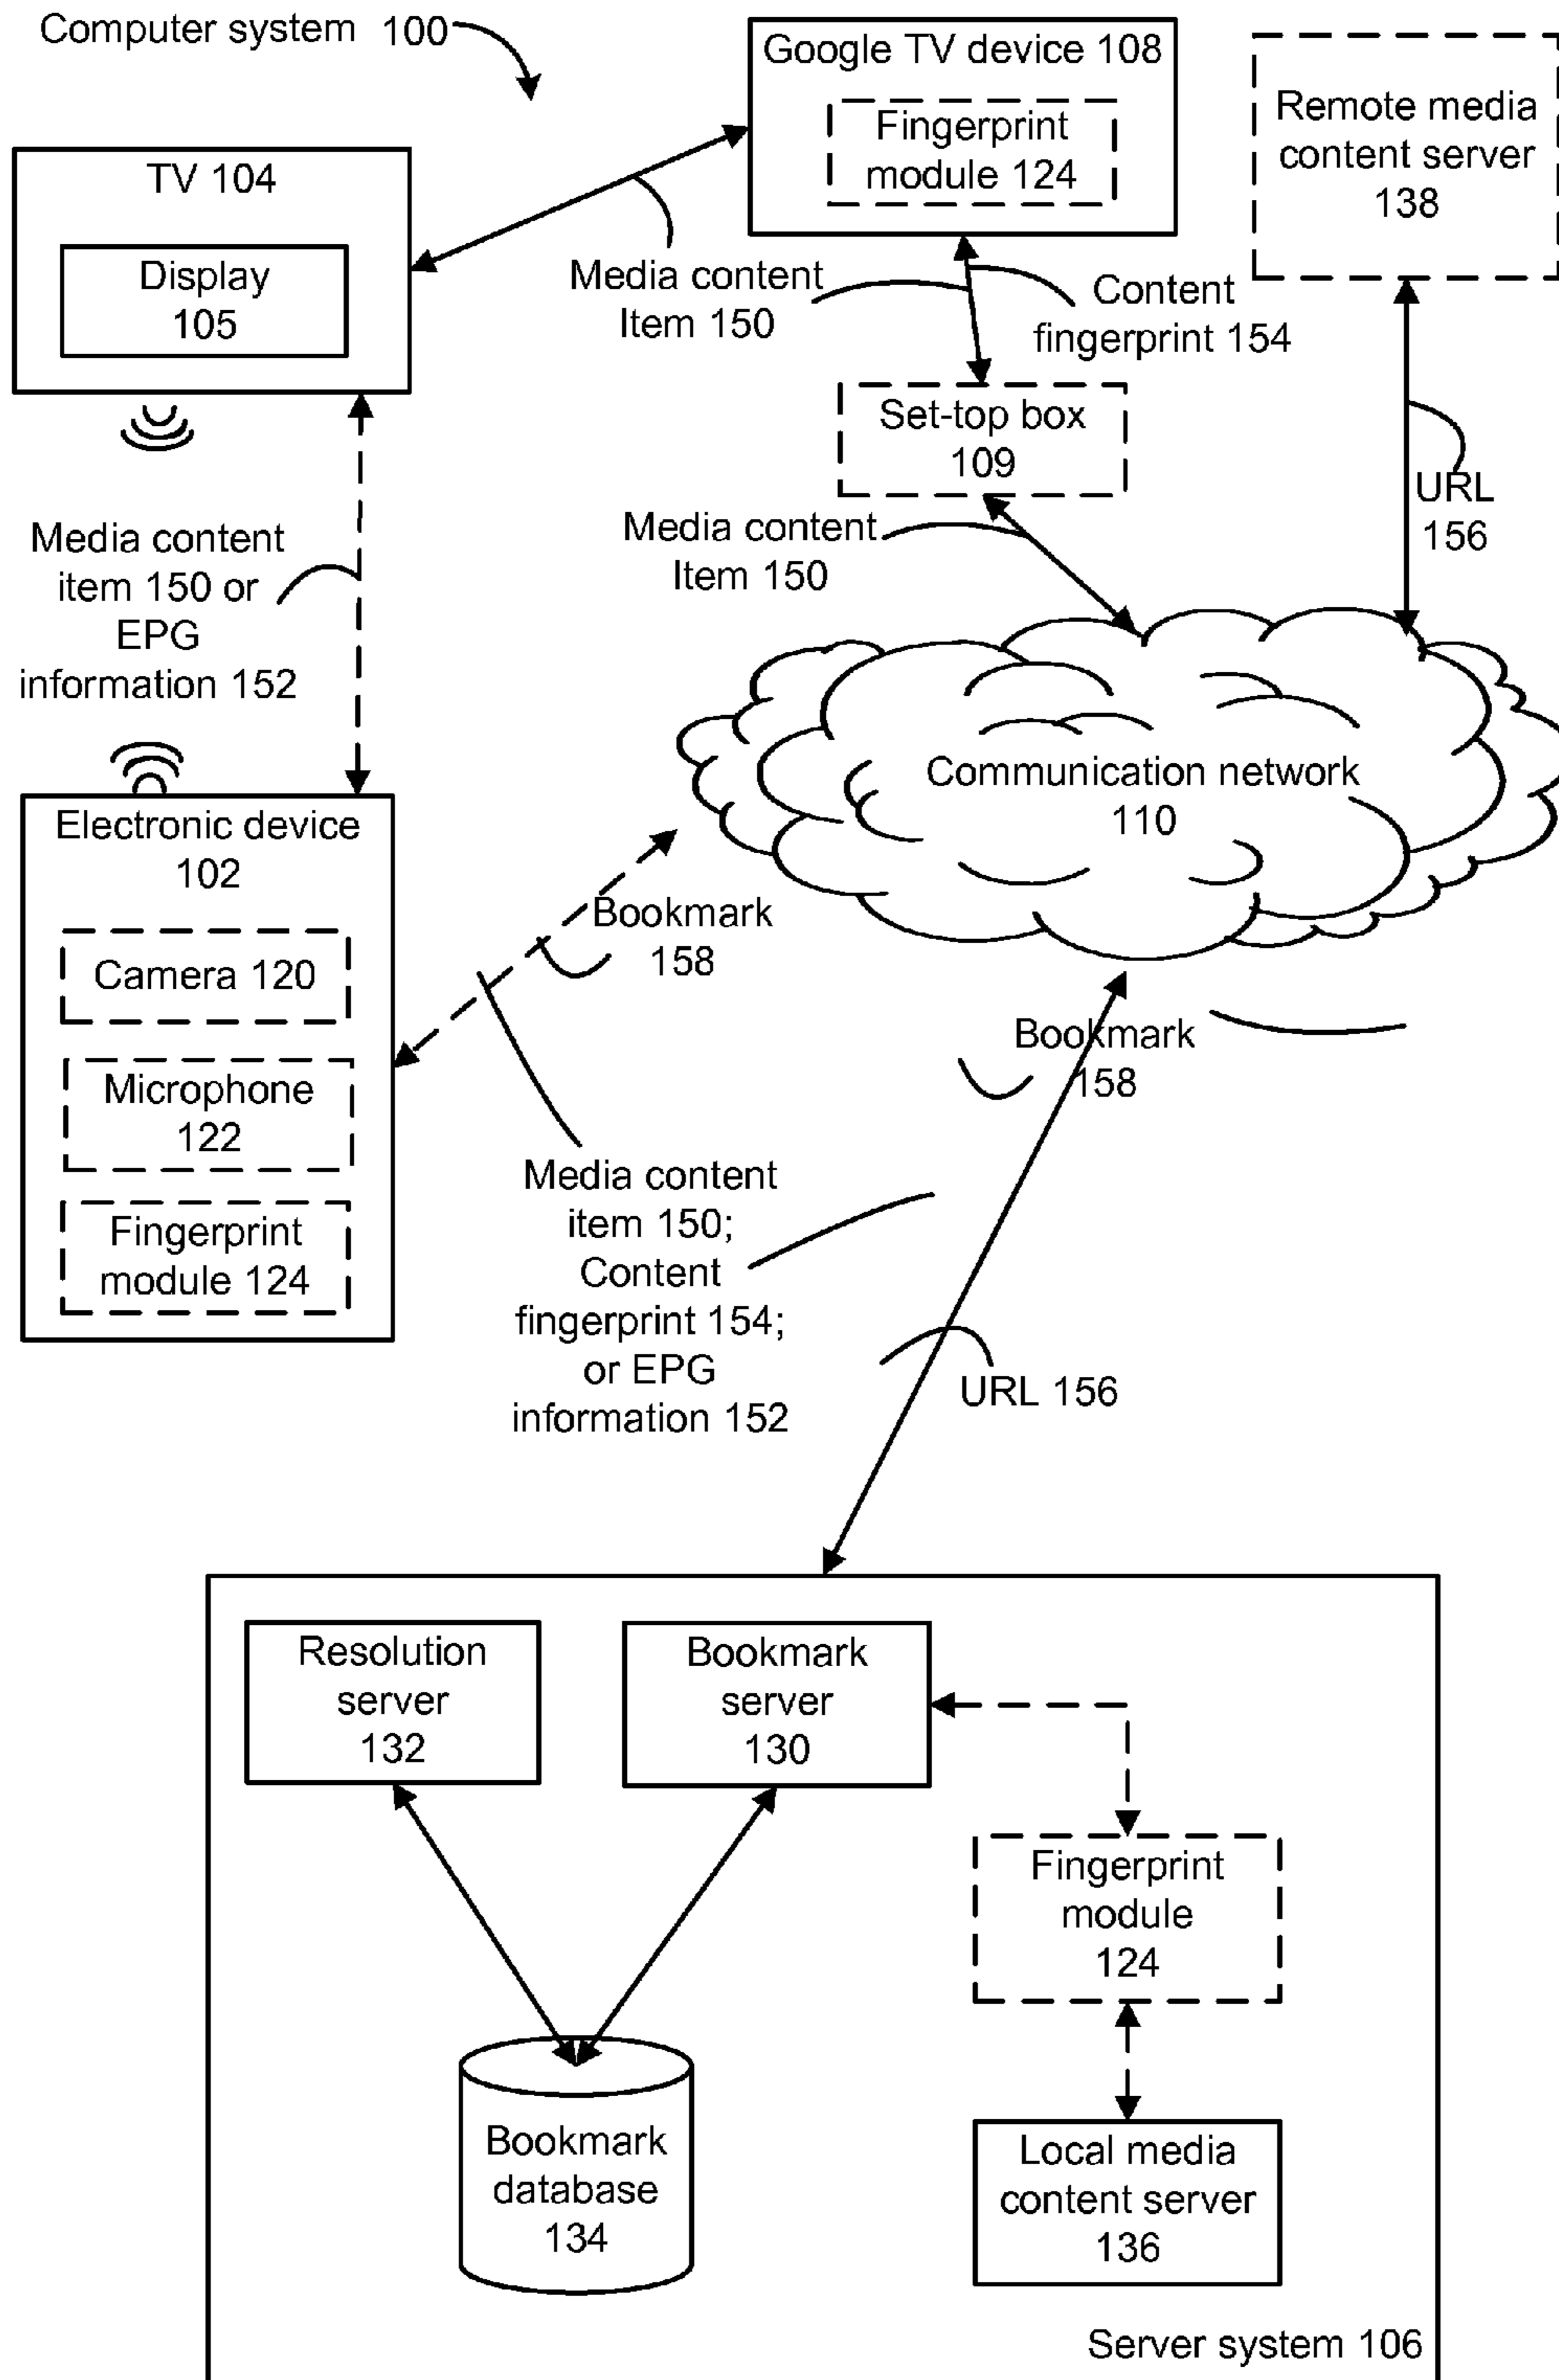 Computer system 100
Google TV device 108
Fingerprint
module 124
Remote media
content server
138
TV 104
Display
105
Media content
Item 150
Content
fingerprint 154
Set-top box
109
URL
156
Media content
item 150 or
EPG
information 152
Media content
Item 150
Communication network
110
Electronic device
102
Camera 120
Microphone
122
Fingerprint
module 124
Bookmark
158
Bookmark
158
Media content
item 150;
Content
fingerprint 154;
or EPG
information 152
URL 156
Resolution
server
132
Bookmark
server
130
Fingerprint
module
124
Bookmark
database
134
Local media
content server
136
Server system 106